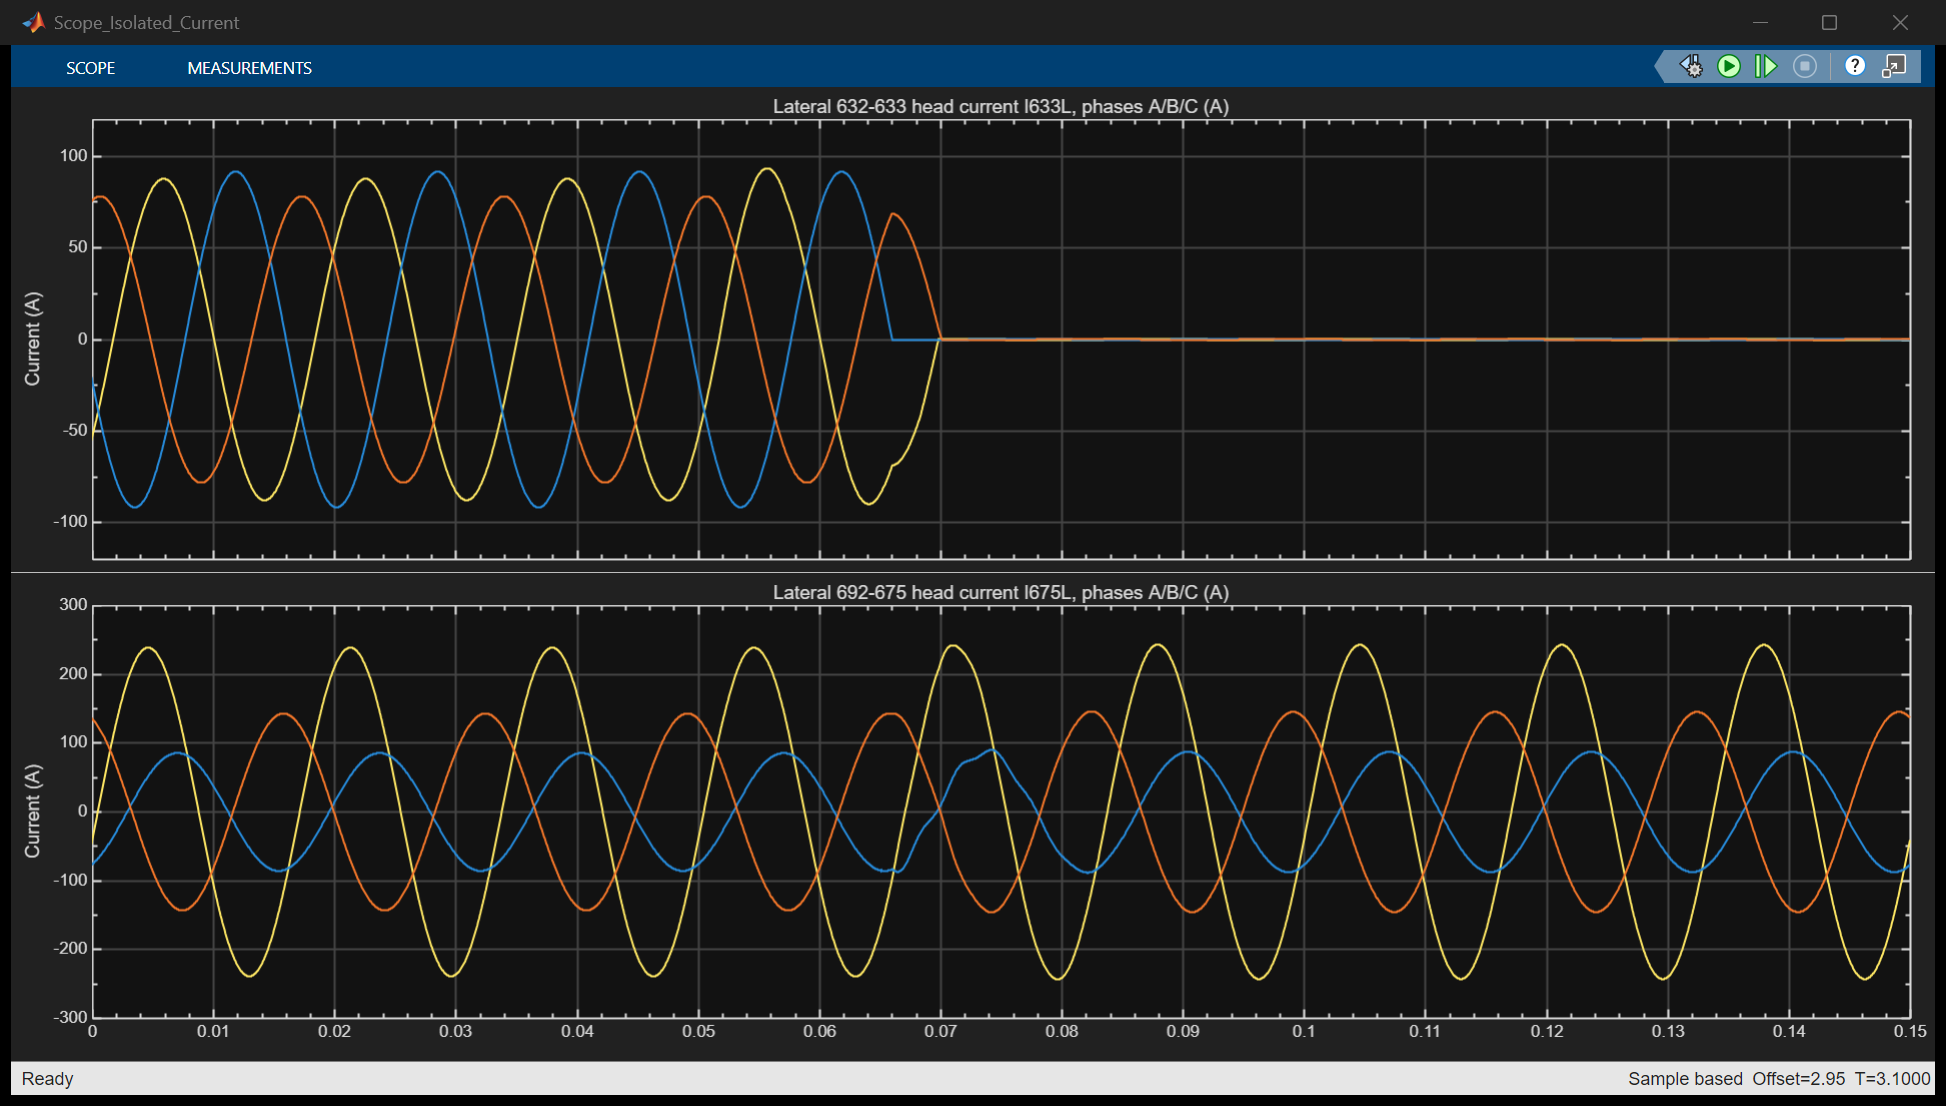 Scope_Isolated_Current
SCOPE MEASUREMENTS
?
Lateral 632-633 head current I633L, phases A/B/C (A)
100
50
0
-50
-100
Current (A)
Lateral 692-675 head current I675L, phases A/B/C (A)
300
200
100
0
-100
-200
-300
Current (A)
0 0.01 0.02 0.03 0.04 0.05 0.06 0.07 0.08 0.09 0.1 0.11 0.12 0.13 0.14 0.15
Ready Sample based Offset=2.95 T=3.1000